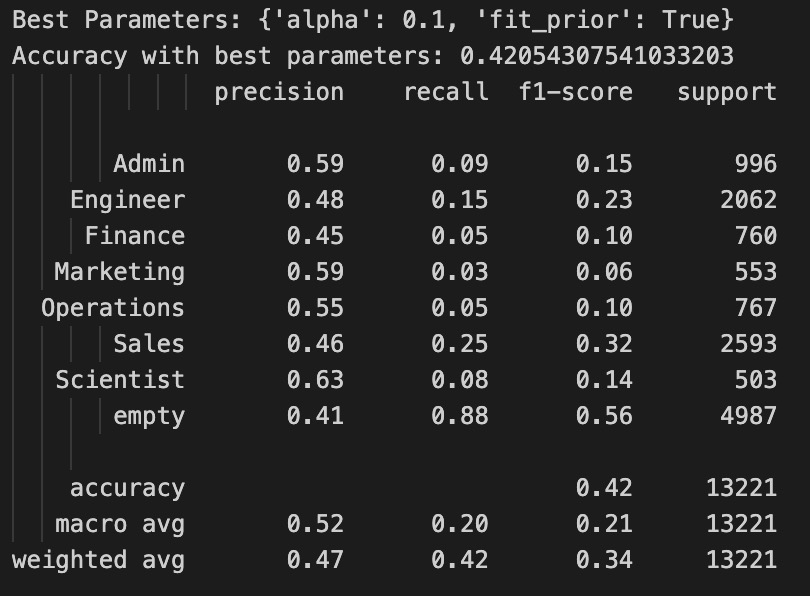 Best Parameters: {'alpha': 0.1, 'fit_prior': True}
Accuracy with best parameters: 0.42054307541033203
precision recall f1-score support
Admin 0.59 0.09 0.15 996
Engineer 0.48 0.15 0.23 2062
Finance 0.45 0.05 0.10 760
Marketing 0.59 0.03 0.06 553
Operations 0.55 0.05 0.10 767
Sales 0.46 0.25 0.32 2593
Scientist 0.63 0.08 0.14 503
empty 0.41 0.88 0.56 4987
accuracy 0.42 13221
macro avg 0.52 0.20 0.21 13221
weighted avg 0.47 0.42 0.34 13221